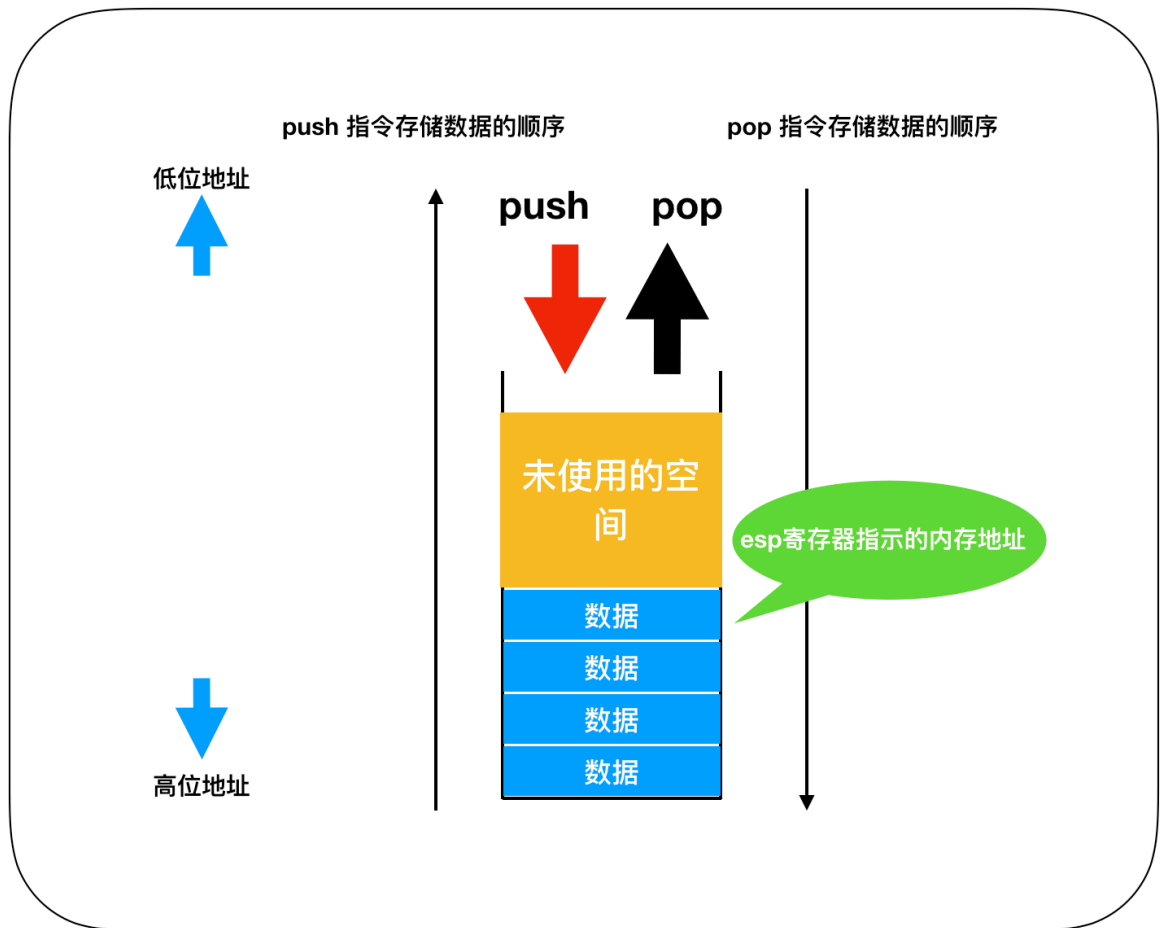 push 指令存储数据的顺序
pop 指令存储数据的顺序
低位地址
push
pop
未使用的空
间
esp寄存器指示的内存地址
数据
数据
数据
数据
高位地址